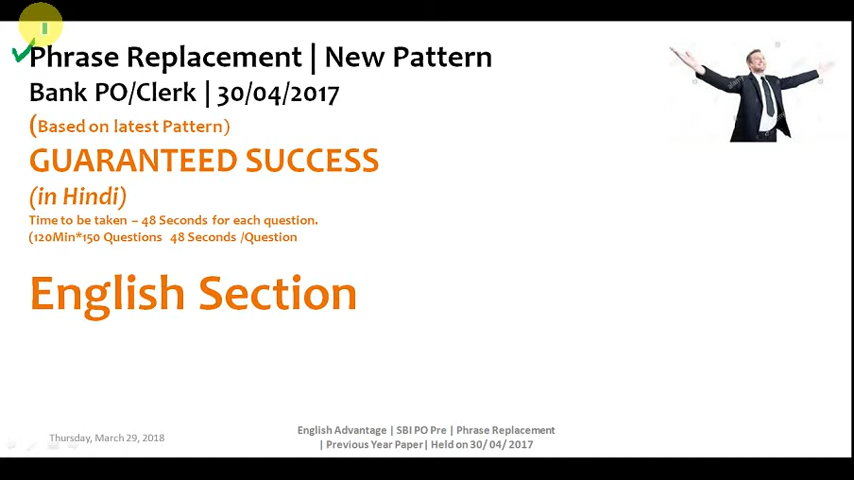 Phrase Replacement | New Pattern
Bank PO/Clerk | 30/04/2017
(Based on latest Pattern)
GUARANTEED SUCCESS
(in Hindi)
Time to be taken – 48 Seconds for each question.
(120Min*150 Questions 48 Seconds /Question
English Section
Thursday, March 29, 2018
English Advantage | SBI PO Pre | Phrase Replacement
| Previous Year Paper| Held on 30/ 04/ 2017